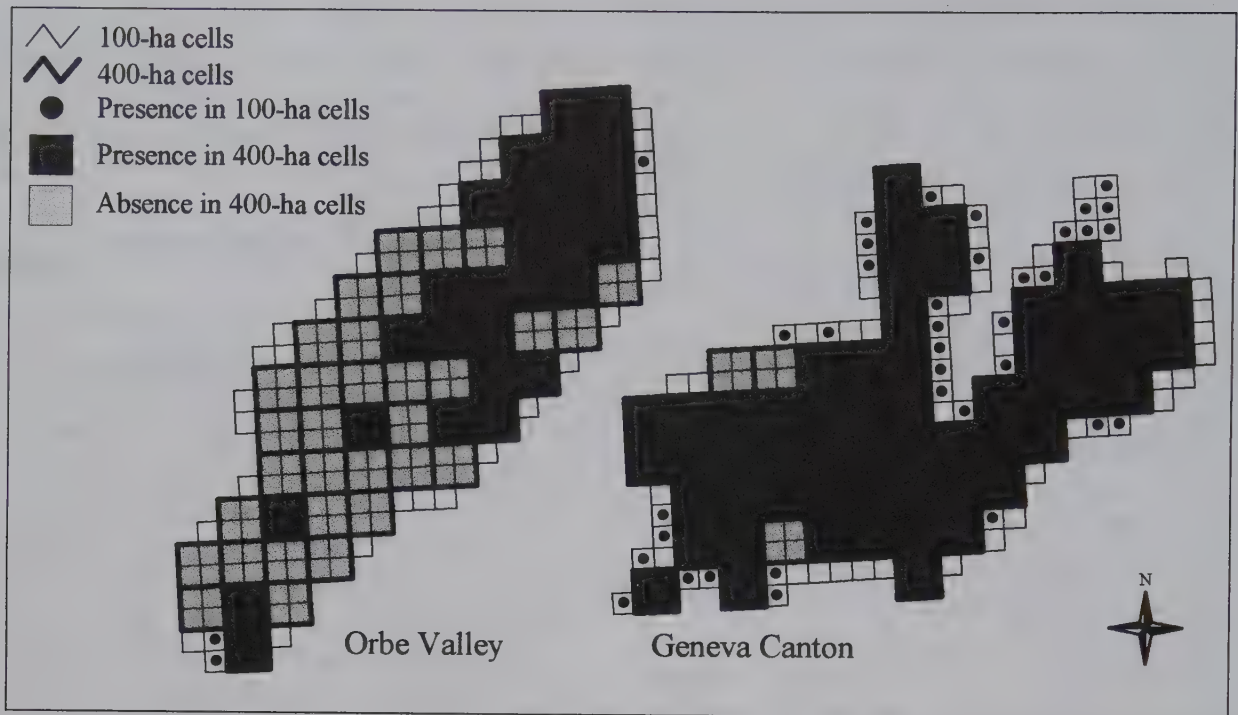 100-ha cells
400-ha cells
Presence in 100-ha cells
Presence in 400-ha cells
Absence in 400-ha cells
Orbe Valley
Geneva Canton
N